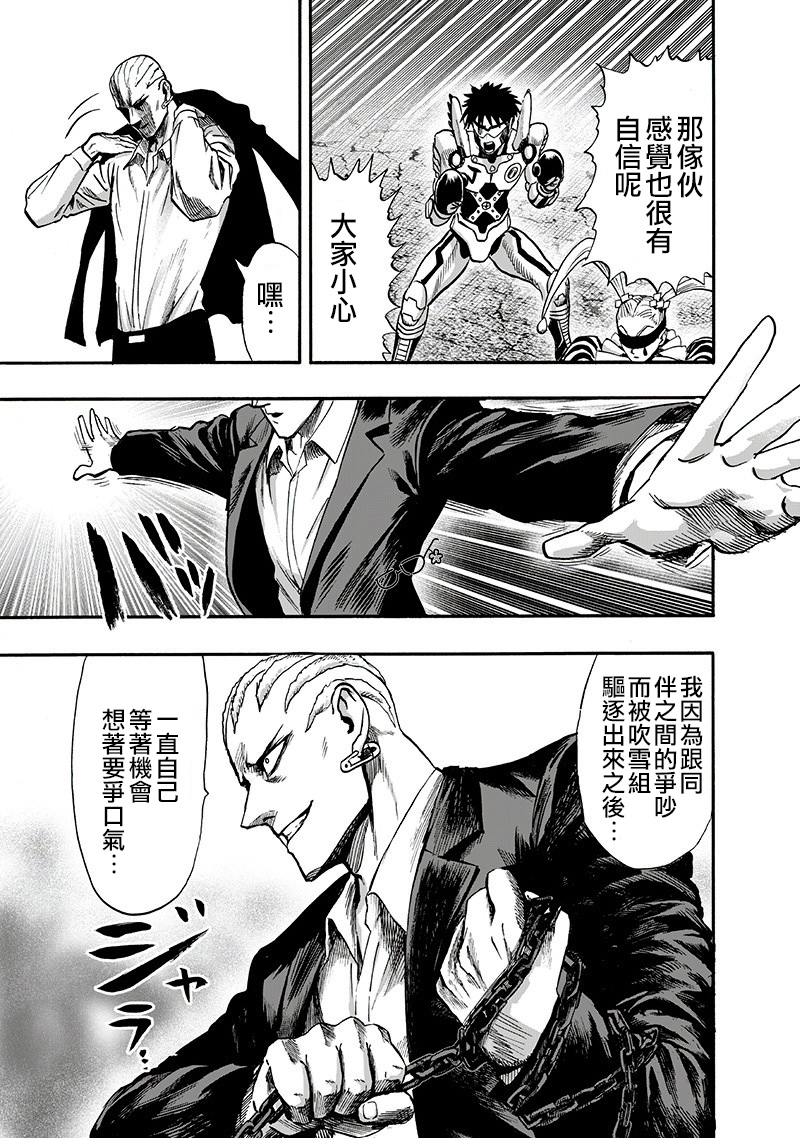 那傢伙
感覺也很有
自信呢
大家小心
嘿…
バッ
我因為跟同
伴之間的爭吵
而被吹雪組
驅逐出來之後…
一直自己
等著機會
想著要爭口氣…
ジャラ…